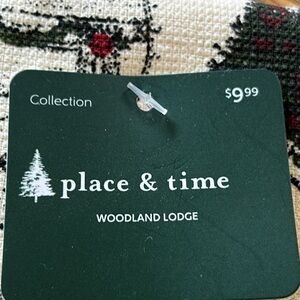 Collection $9.99
place & time
WOODLAND LODGE